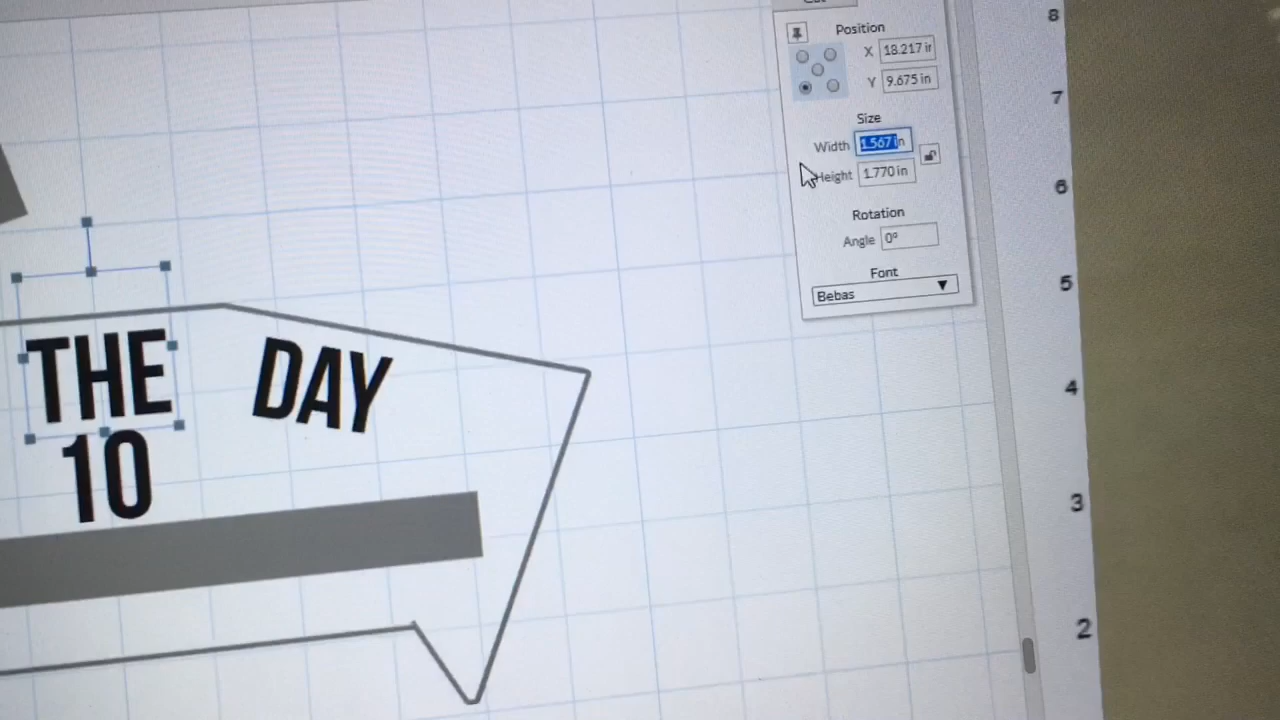 Position
X 18.217 in
Y 9.675 in
Size
Width 1.567 in
Height 1.770 in
Rotation
Angle 0°
Font
Bebas
THE DAY
10
8
7
6
5
4
3
2